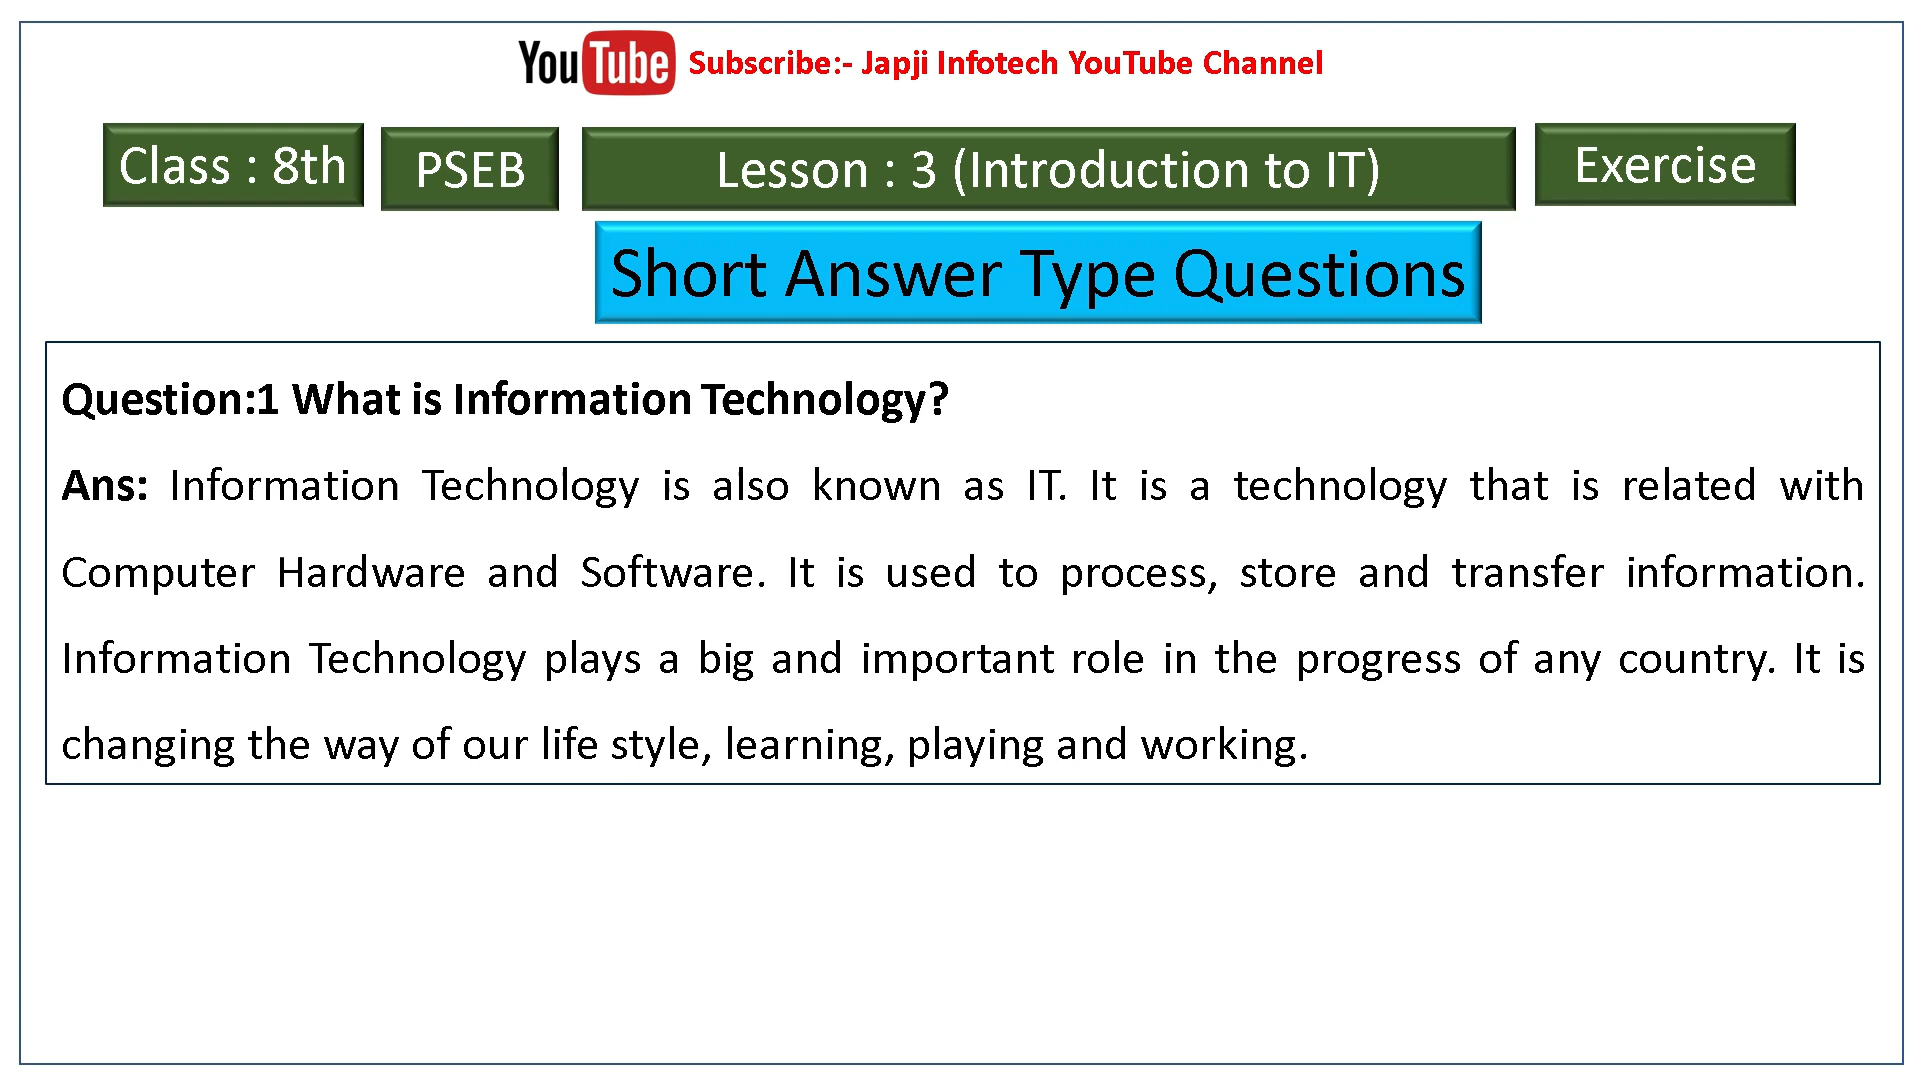 YouTube Subscribe:- Japji Infotech YouTube Channel
Class : 8th PSEB Lesson : 3 (Introduction to IT) Exercise
Short Answer Type Questions
Question:1 What is Information Technology?
Ans: Information Technology is also known as IT. It is a technology that is related with
Computer Hardware and Software. It is used to process, store and transfer information.
Information Technology plays a big and important role in the progress of any country. It is
changing the way of our life style, learning, playing and working.